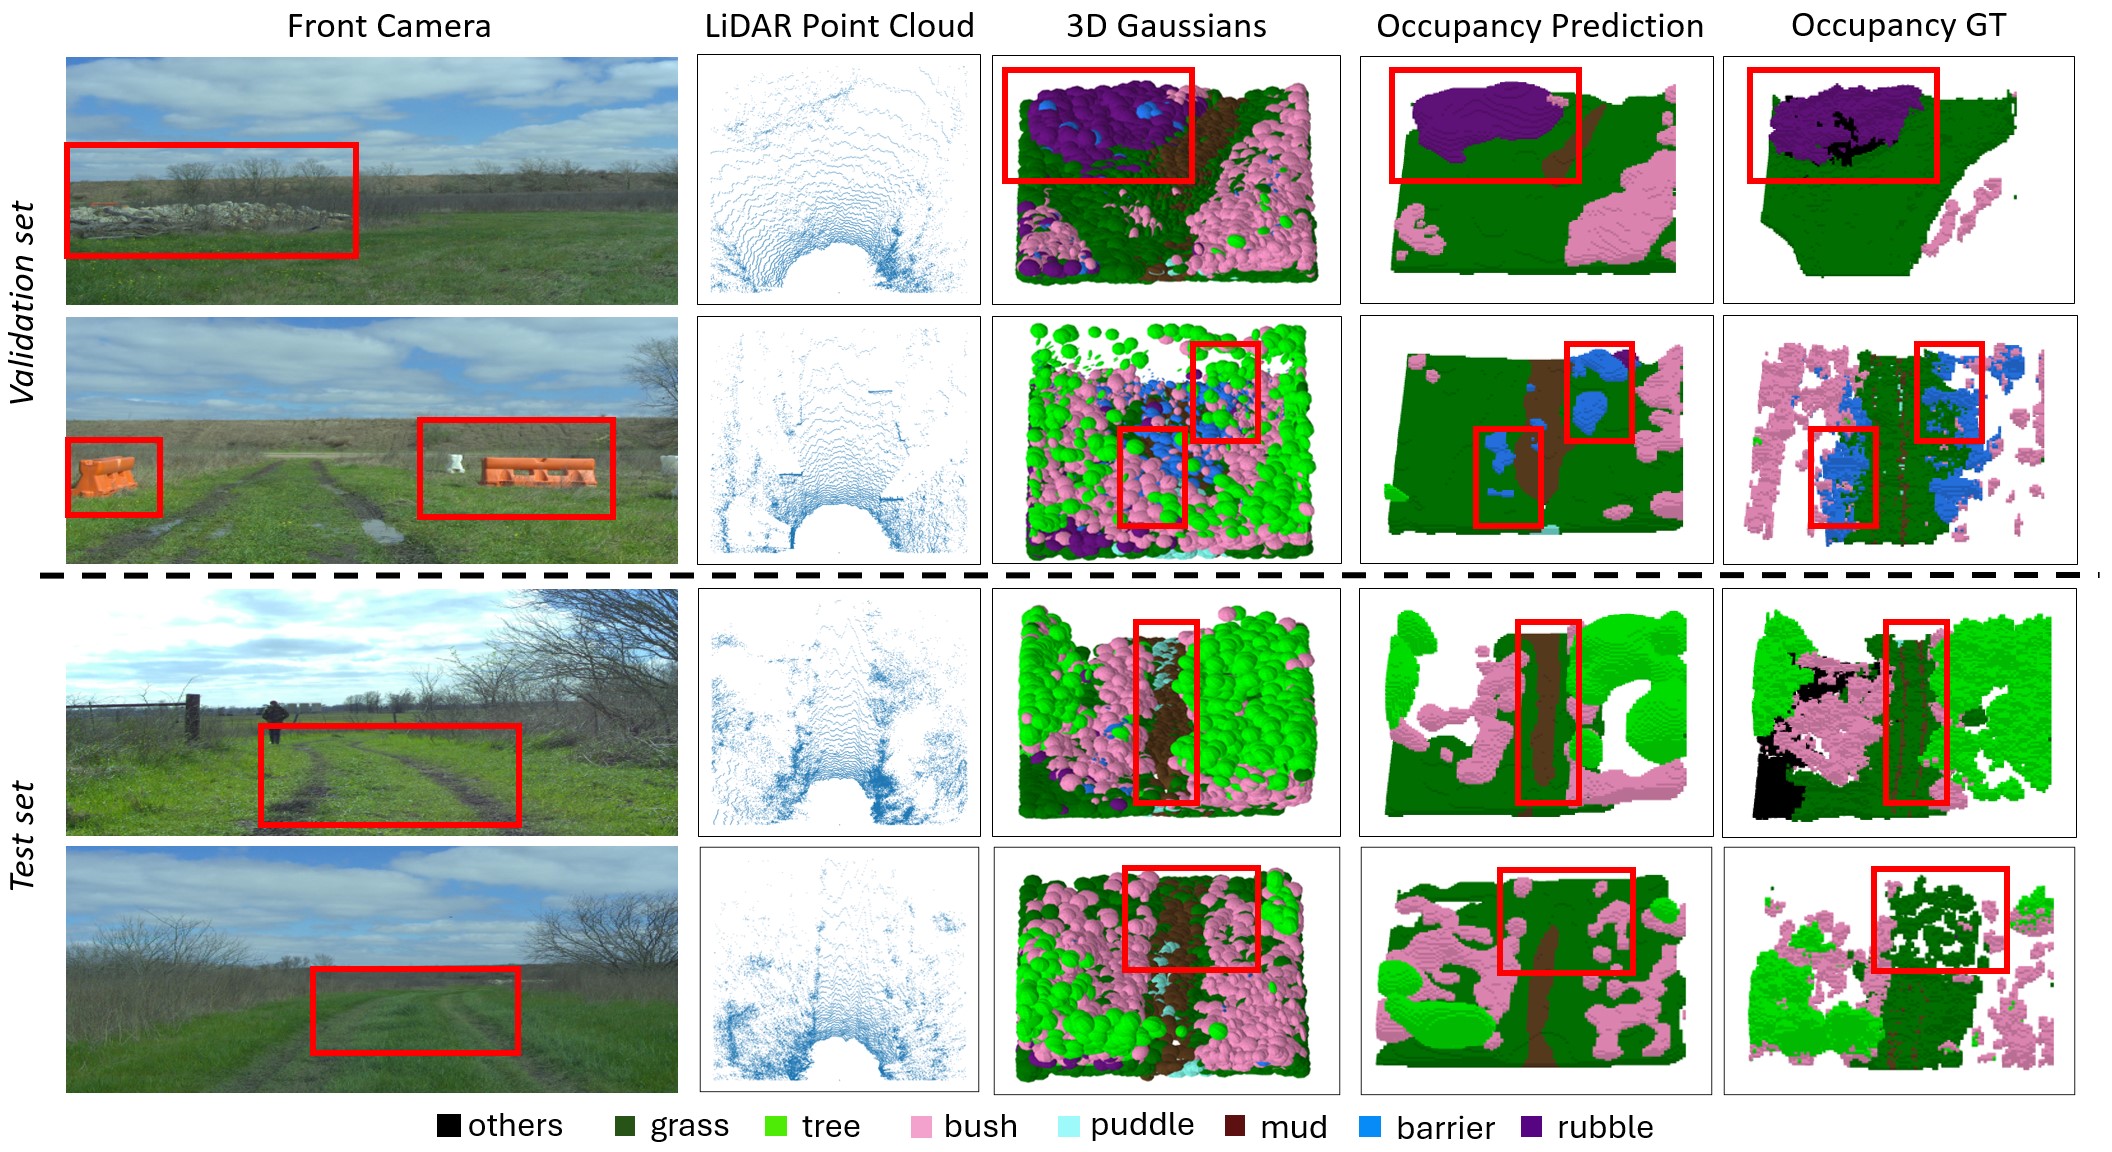 Front Camera
LiDAR Point Cloud
3D Gaussians
Occupancy Prediction
Occupancy GT
Validation set
Test set
others
grass
tree
bush
puddle
mud
barrier
rubble